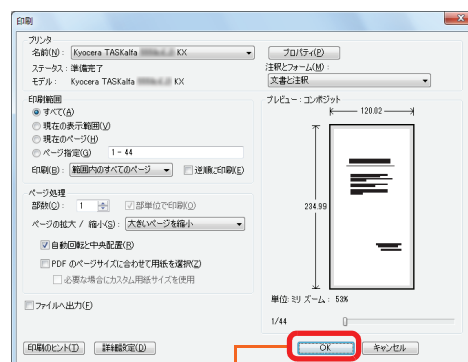 印刷
プリンタ
名前(N): Kyocera TASKalfa KX
プロパティ(P)
ステータス: 準備完了
注釈とフォーム(M):
モデル: Kyocera TASKalfa KX
文書と注釈
印刷範囲
すべて(A)
現在の表示範囲(V)
現在のページ(H)
ページ指定(G) 1 - 44
印刷(B): 範囲内のすべてのページ 逆順に印刷(E)
ページ処理
部数(C): 1 部単位で印刷(O)
ページの拡大 / 縮小(S): 大きいページを縮小
自動回転と中央配置(R)
PDF のページサイズに合わせて用紙を選択(Z)
必要な場合にカスタム用紙サイズを使用
ファイルへ出力(F)
プレビュー: コンポジット
120.02
234.99
単位: ミリ ズーム: 53%
1/44
印刷のヒント(T) 詳細設定(D) OK キャンセル